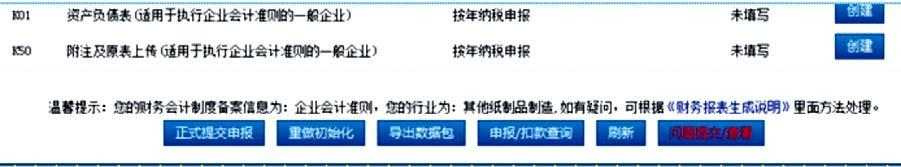 K01 资产负债表(适用于执行企业会计准则的一般企业) 按年纳税申报 未填写 创建
K50 附注及原表上传(适用于执行企业会计准则的一般企业) 按年纳税申报 未填写 创建
温馨提示：您的财务会计制度备案信息为：企业会计准则，您的行业为：其他纸制品制造,如有疑问，可根据《财务报表生成说明》里面方法处理。
正式提交申报 重做初始化 导出数据包 申报/扣款查询 刷新 问题提交/查看